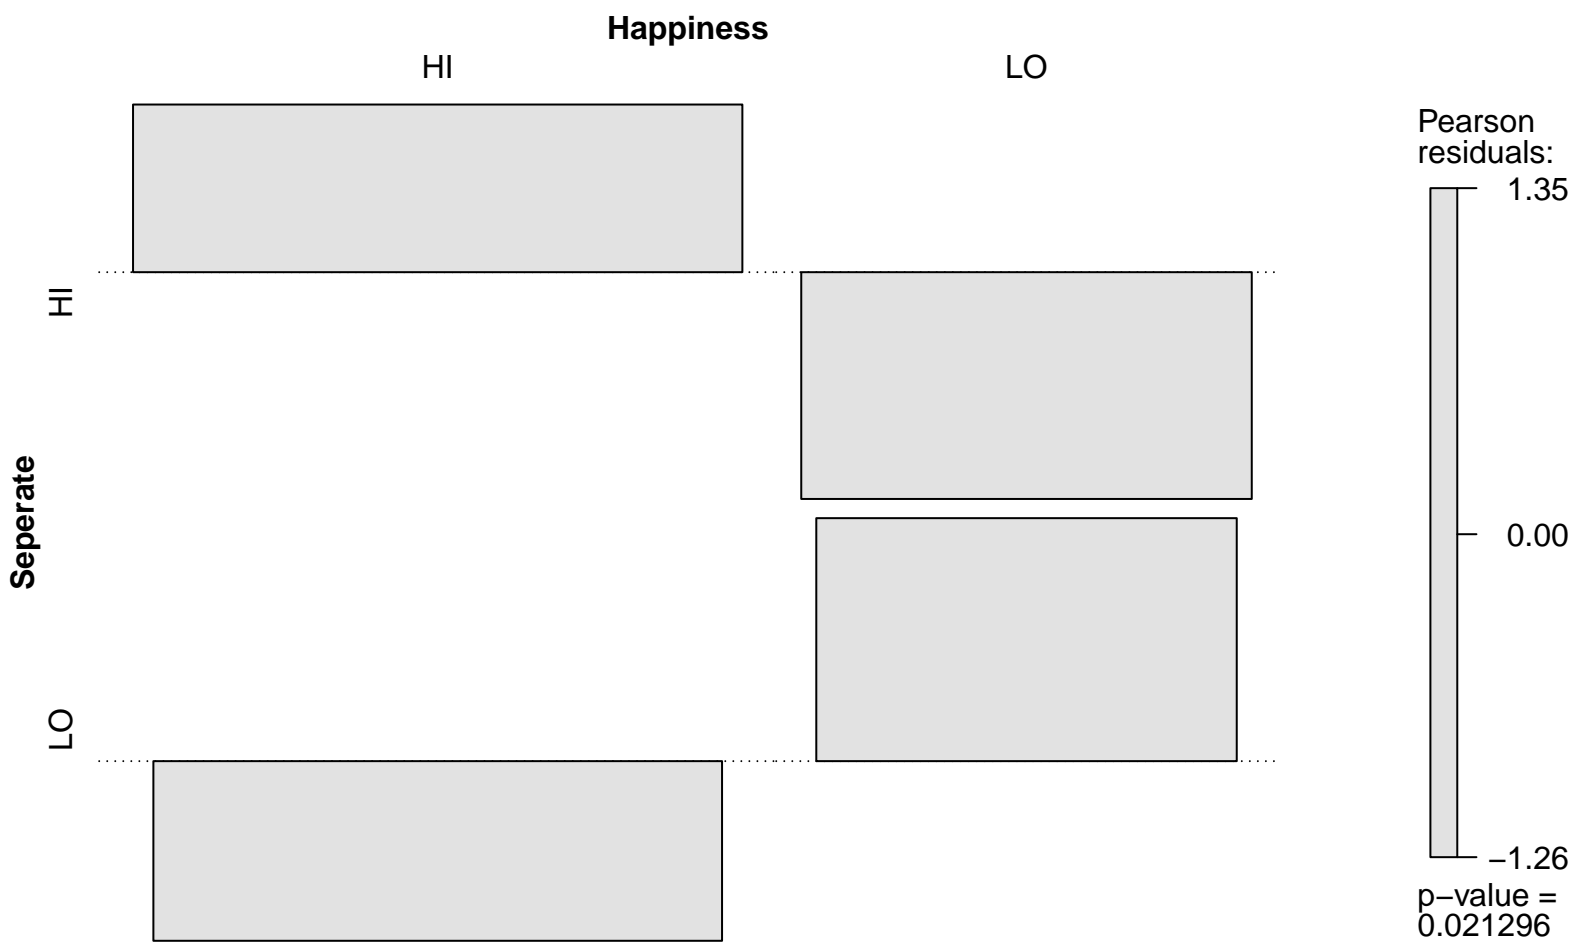 Happiness
HI LO
Pearson
residuals:
1.35
HI
Seperate
0.00
LO
−1.26
p−value =
0.021296